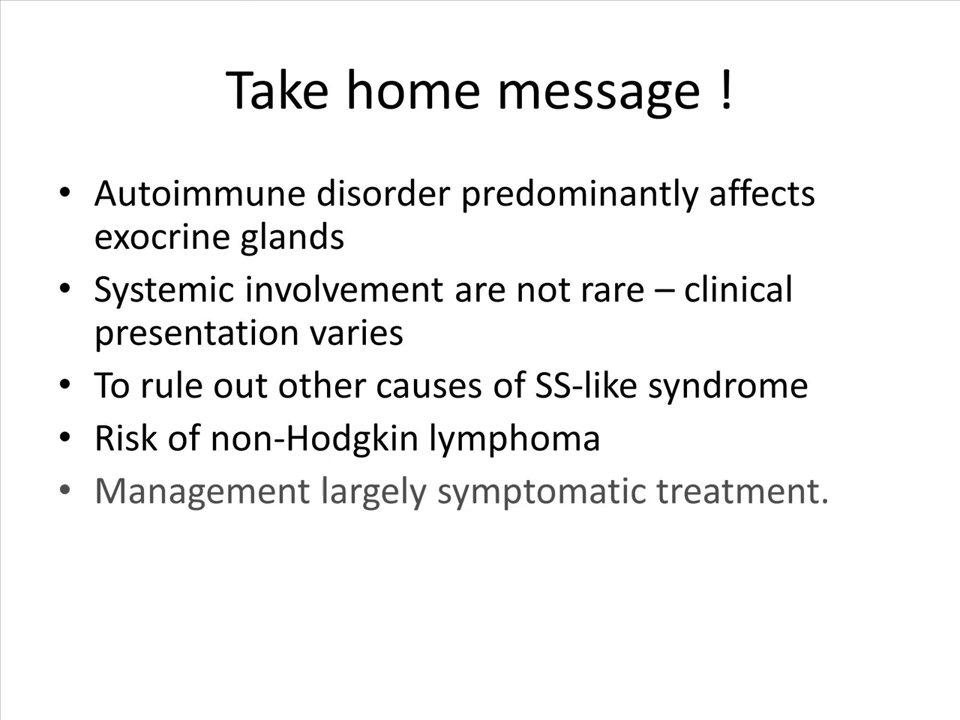 Take home message !
• Autoimmune disorder predominantly affects
exocrine glands
• Systemic involvement are not rare – clinical
presentation varies
• To rule out other causes of SS-like syndrome
• Risk of non-Hodgkin lymphoma
• Management largely symptomatic treatment.